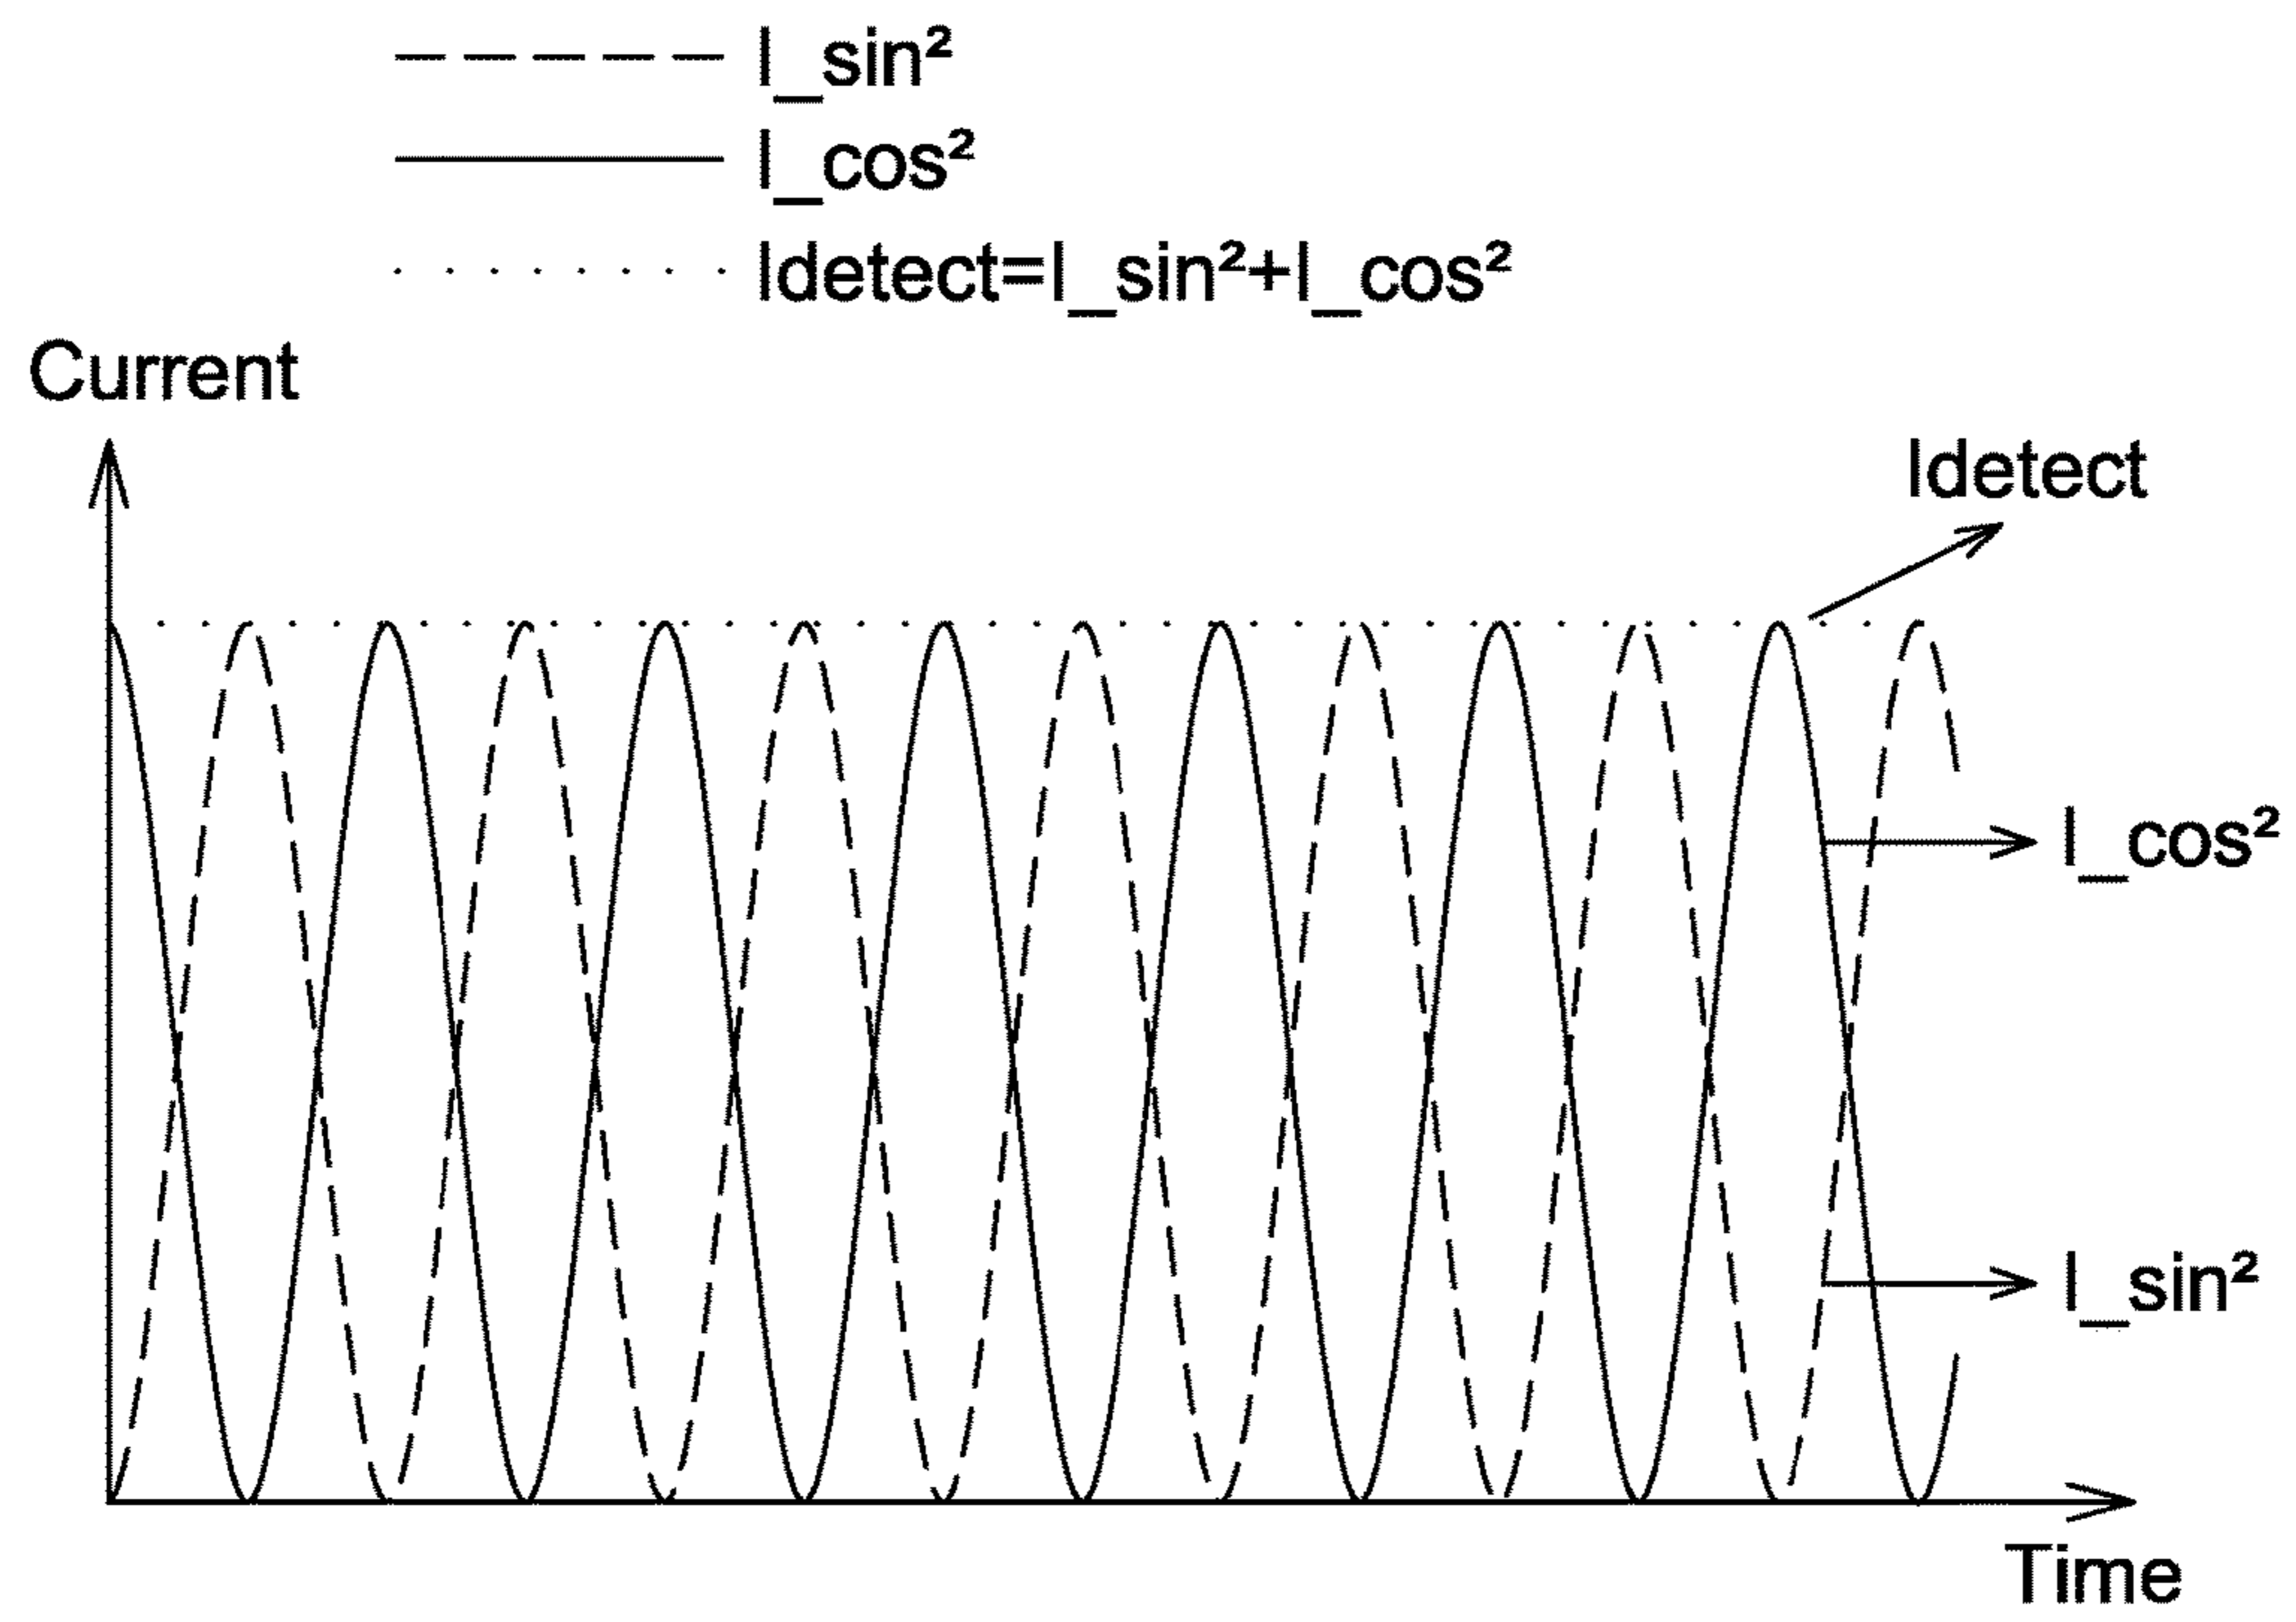 I_sin²
I_cos²
Idetect=I_sin²+I_cos²
Current
Idetect
I_cos²
I_sin²
Time